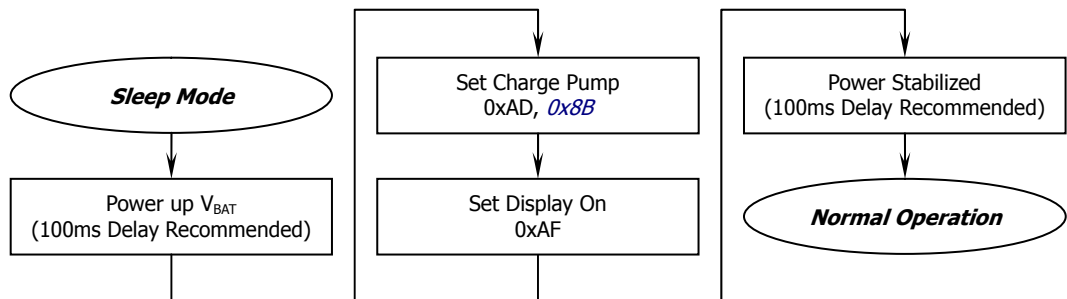 Sleep Mode
Power up VBAT
(100ms Delay Recommended)
Set Charge Pump
0xAD, 0x8B
Set Display On
0xAF
Power Stabilized
(100ms Delay Recommended)
Normal Operation